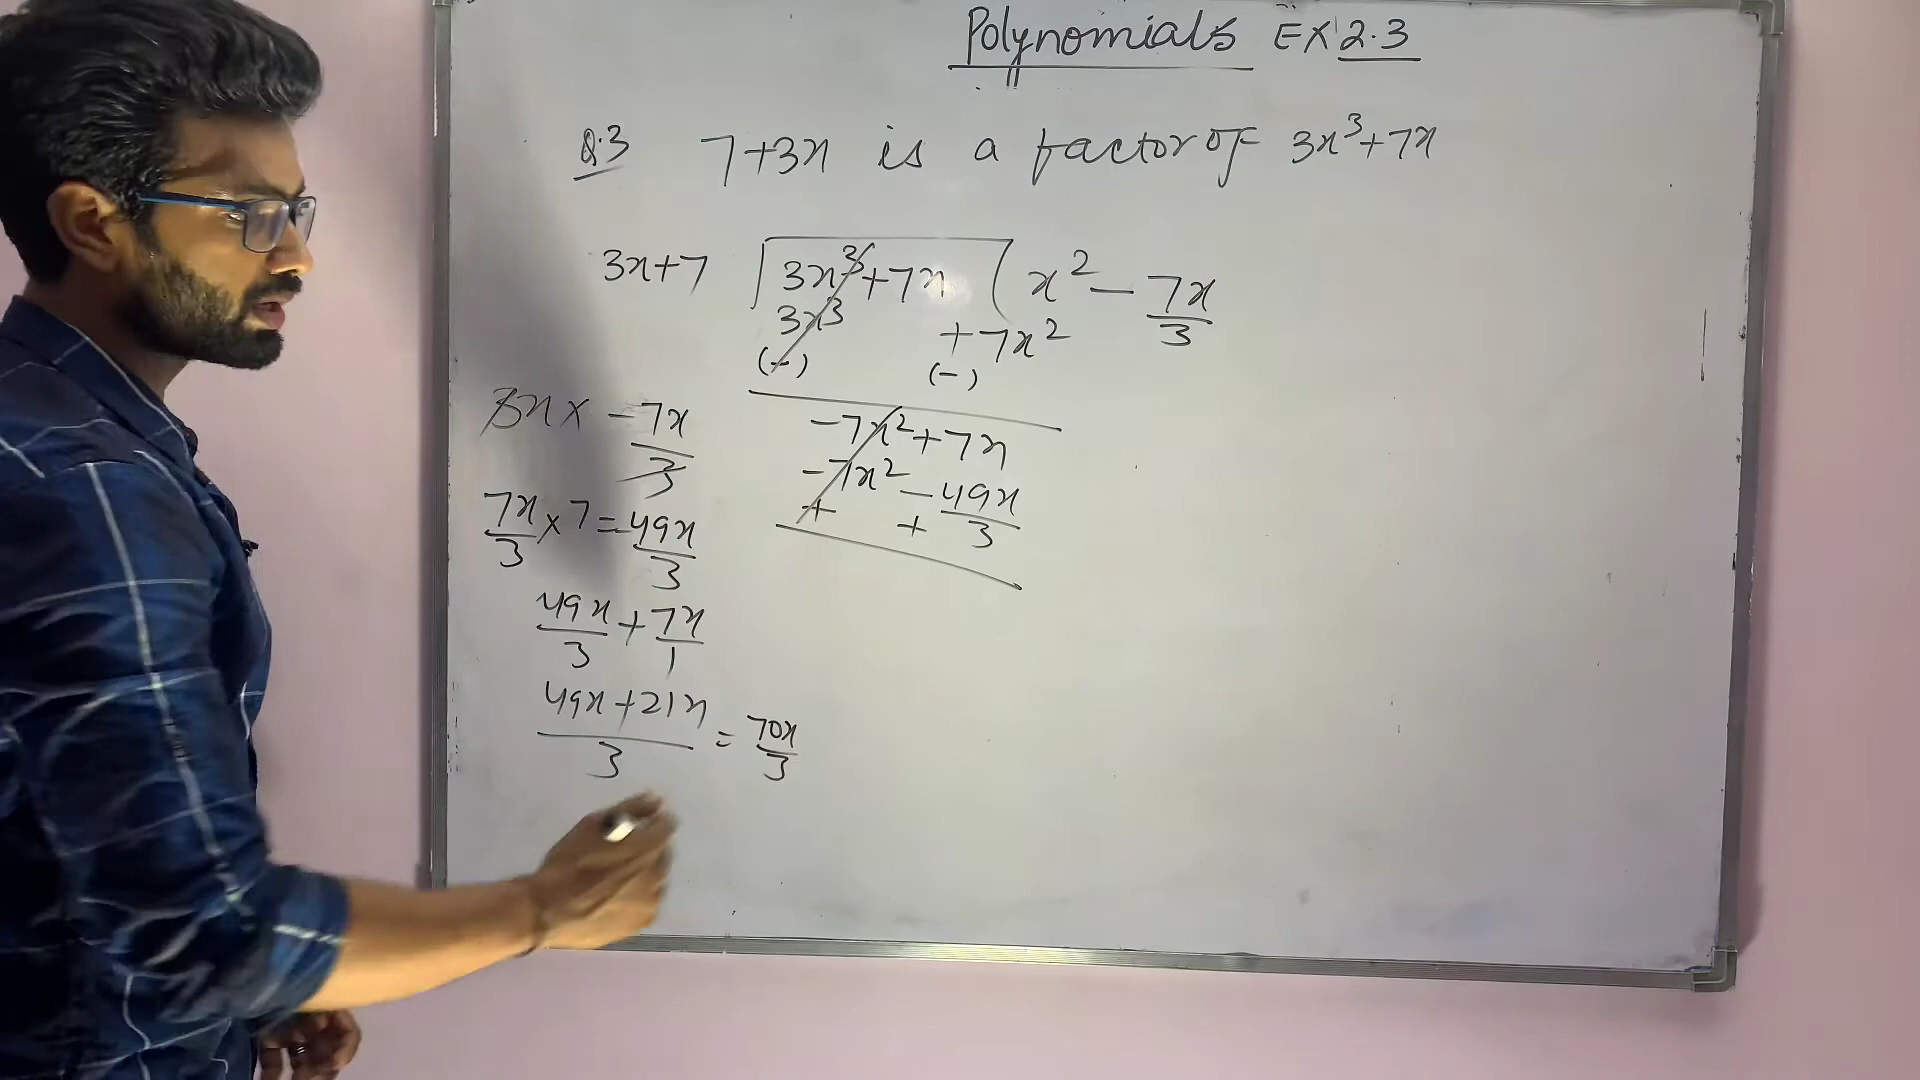 Polynomials EX 2.3
Q.3 7+3x is a factor of 3x³+7x
3x+7 3x³+7x x² - 7x/3
3x³ +7x²
(-) (-)
-7x²+7x
-7x² - 49x/3
+ +
3x × -7x/3
7x/3 × 7 = -49x/3
49x/3 + 7x/1
49x+21x/3 = 70x/3